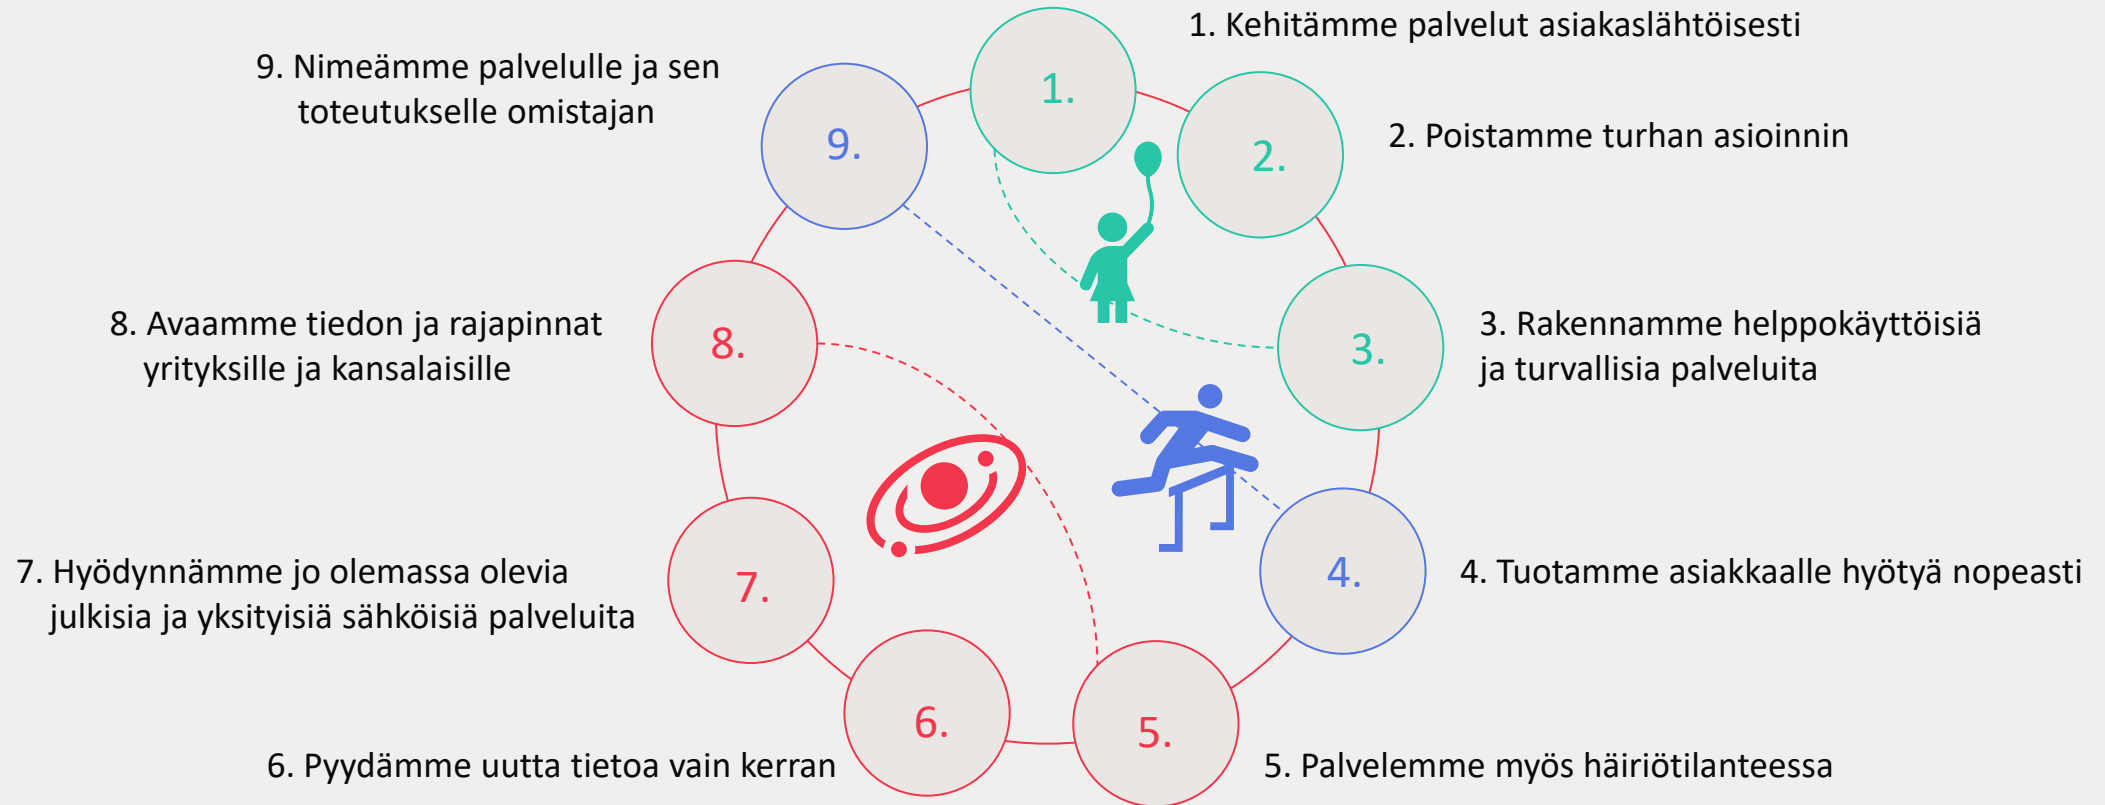 1. Kehitämme palvelut asiakaslähtöisesti
2. Poistamme turhan asioinnin
3. Rakennamme helppokäyttöisiä
ja turvallisia palveluita
4. Tuotamme asiakkaalle hyötyä nopeasti
5. Palvelemme myös häiriötilanteessa
6. Pyydämme uutta tietoa vain kerran
7. Hyödynnämme jo olemassa olevia
julkisia ja yksityisiä sähköisiä palveluita
8. Avaamme tiedon ja rajapinnat
yrityksille ja kansalaisille
9. Nimeämme palvelulle ja sen
toteutukselle omistajan
1.
2.
3.
4.
5.
6.
7.
8.
9.